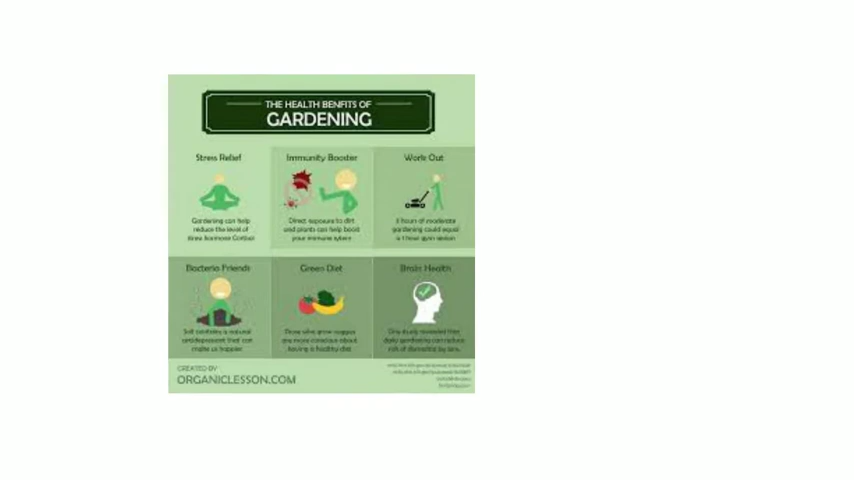 THE HEALTH BENFITS OF
GARDENING
Stress Relief
Gardening can help
reduce the level of
stress hormone Cortisol
Immunity Booster
Direct exposure to dirt
and plants can help boost
your immune system
Work Out
3 hours of moderate
gardening could equal
a 1 hour gym session
Bacteria Friends
Soil contains a natural
antidepressant that can
make us happier
Green Diet
Those who grow veggies
are more conscious about
having a healthy diet
Brain Health
One study revealed that
daily gardening can reduce
risk of dementia by
CREATED BY
ORGANICLESSON.COM